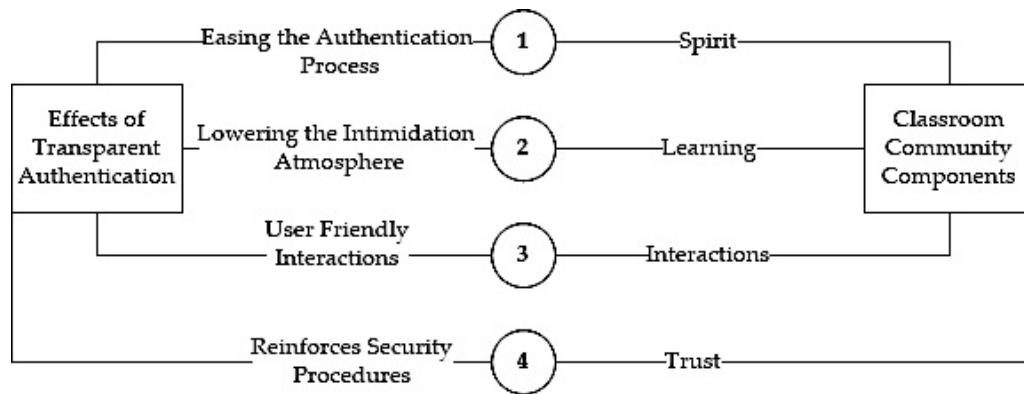 Easing the Authentication
Process
1
Spirit
Effects of
Transparent
Authentication
Lowering the Intimidation
Atmosphere
2
Learning
Classroom
Community
Components
User Friendly
Interactions
3
Interactions
Reinforces Security
Procedures
4
Trust